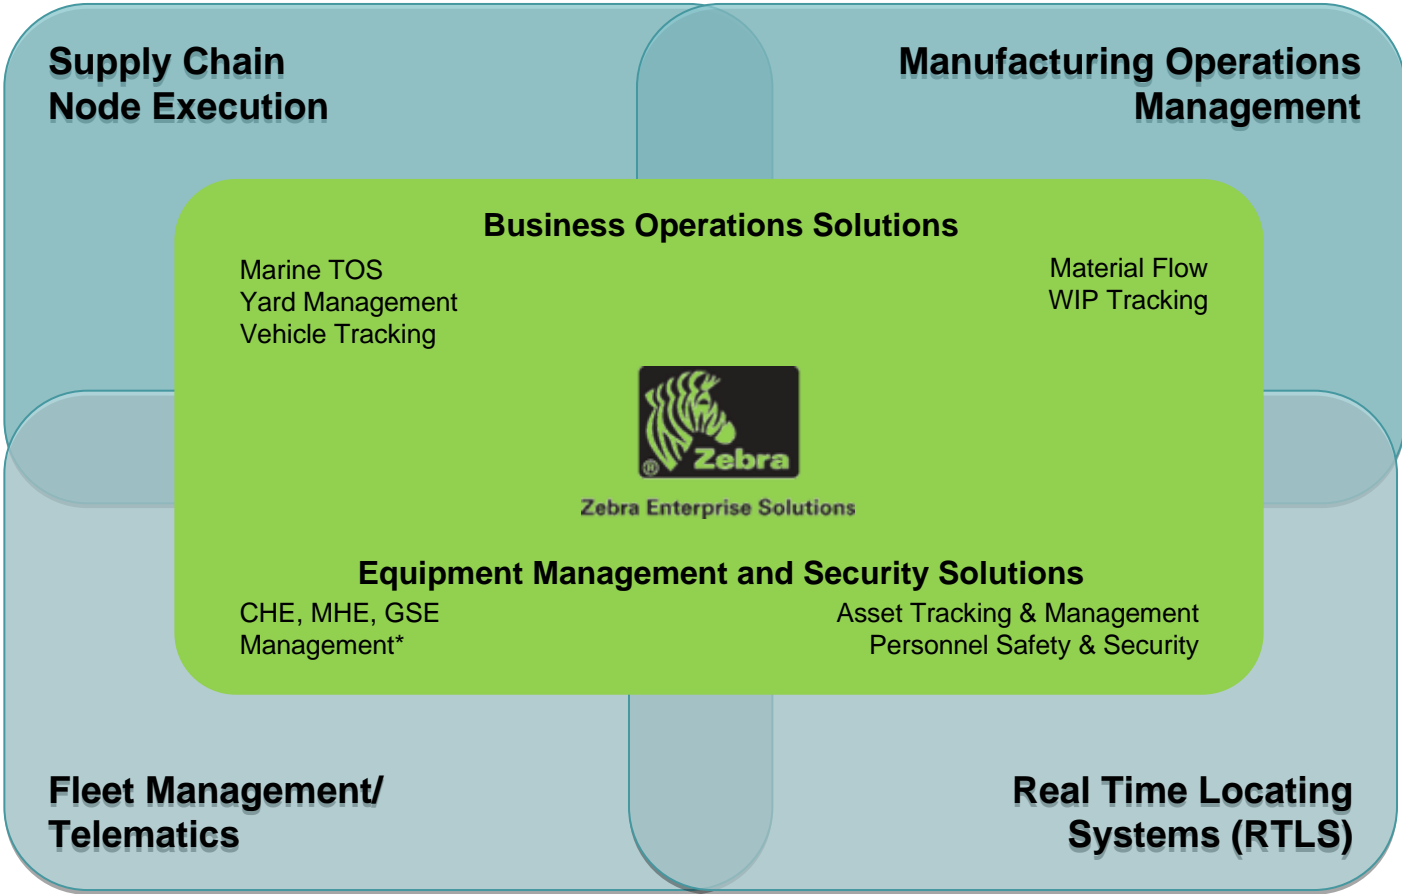 Supply Chain
Node Execution
Manufacturing Operations
Management
Business Operations Solutions
Marine TOS
Yard Management
Vehicle Tracking
Material Flow
WIP Tracking
Zebra
®
Zebra Enterprise Solutions
Equipment Management and Security Solutions
CHE, MHE, GSE
Management*
Asset Tracking & Management
Personnel Safety & Security
Fleet Management/
Telematics
Real Time Locating
Systems (RTLS)